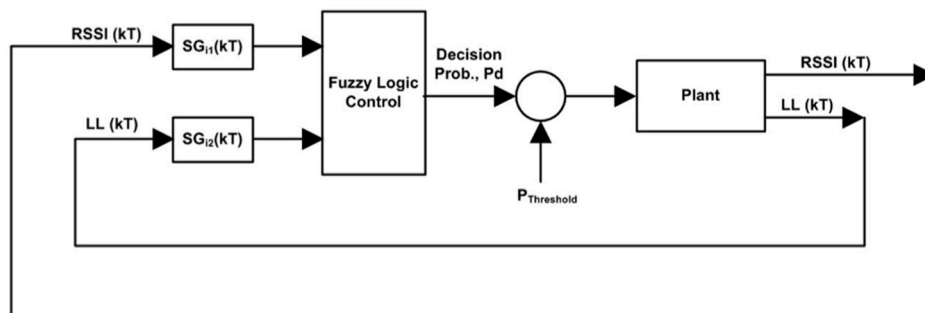 RSSI (kT)
SGi1(kT)
LL (kT)
SGi2(kT)
Fuzzy Logic
Control
Decision
Prob., Pd
PThreshold
Plant
RSSI (kT)
LL (kT)